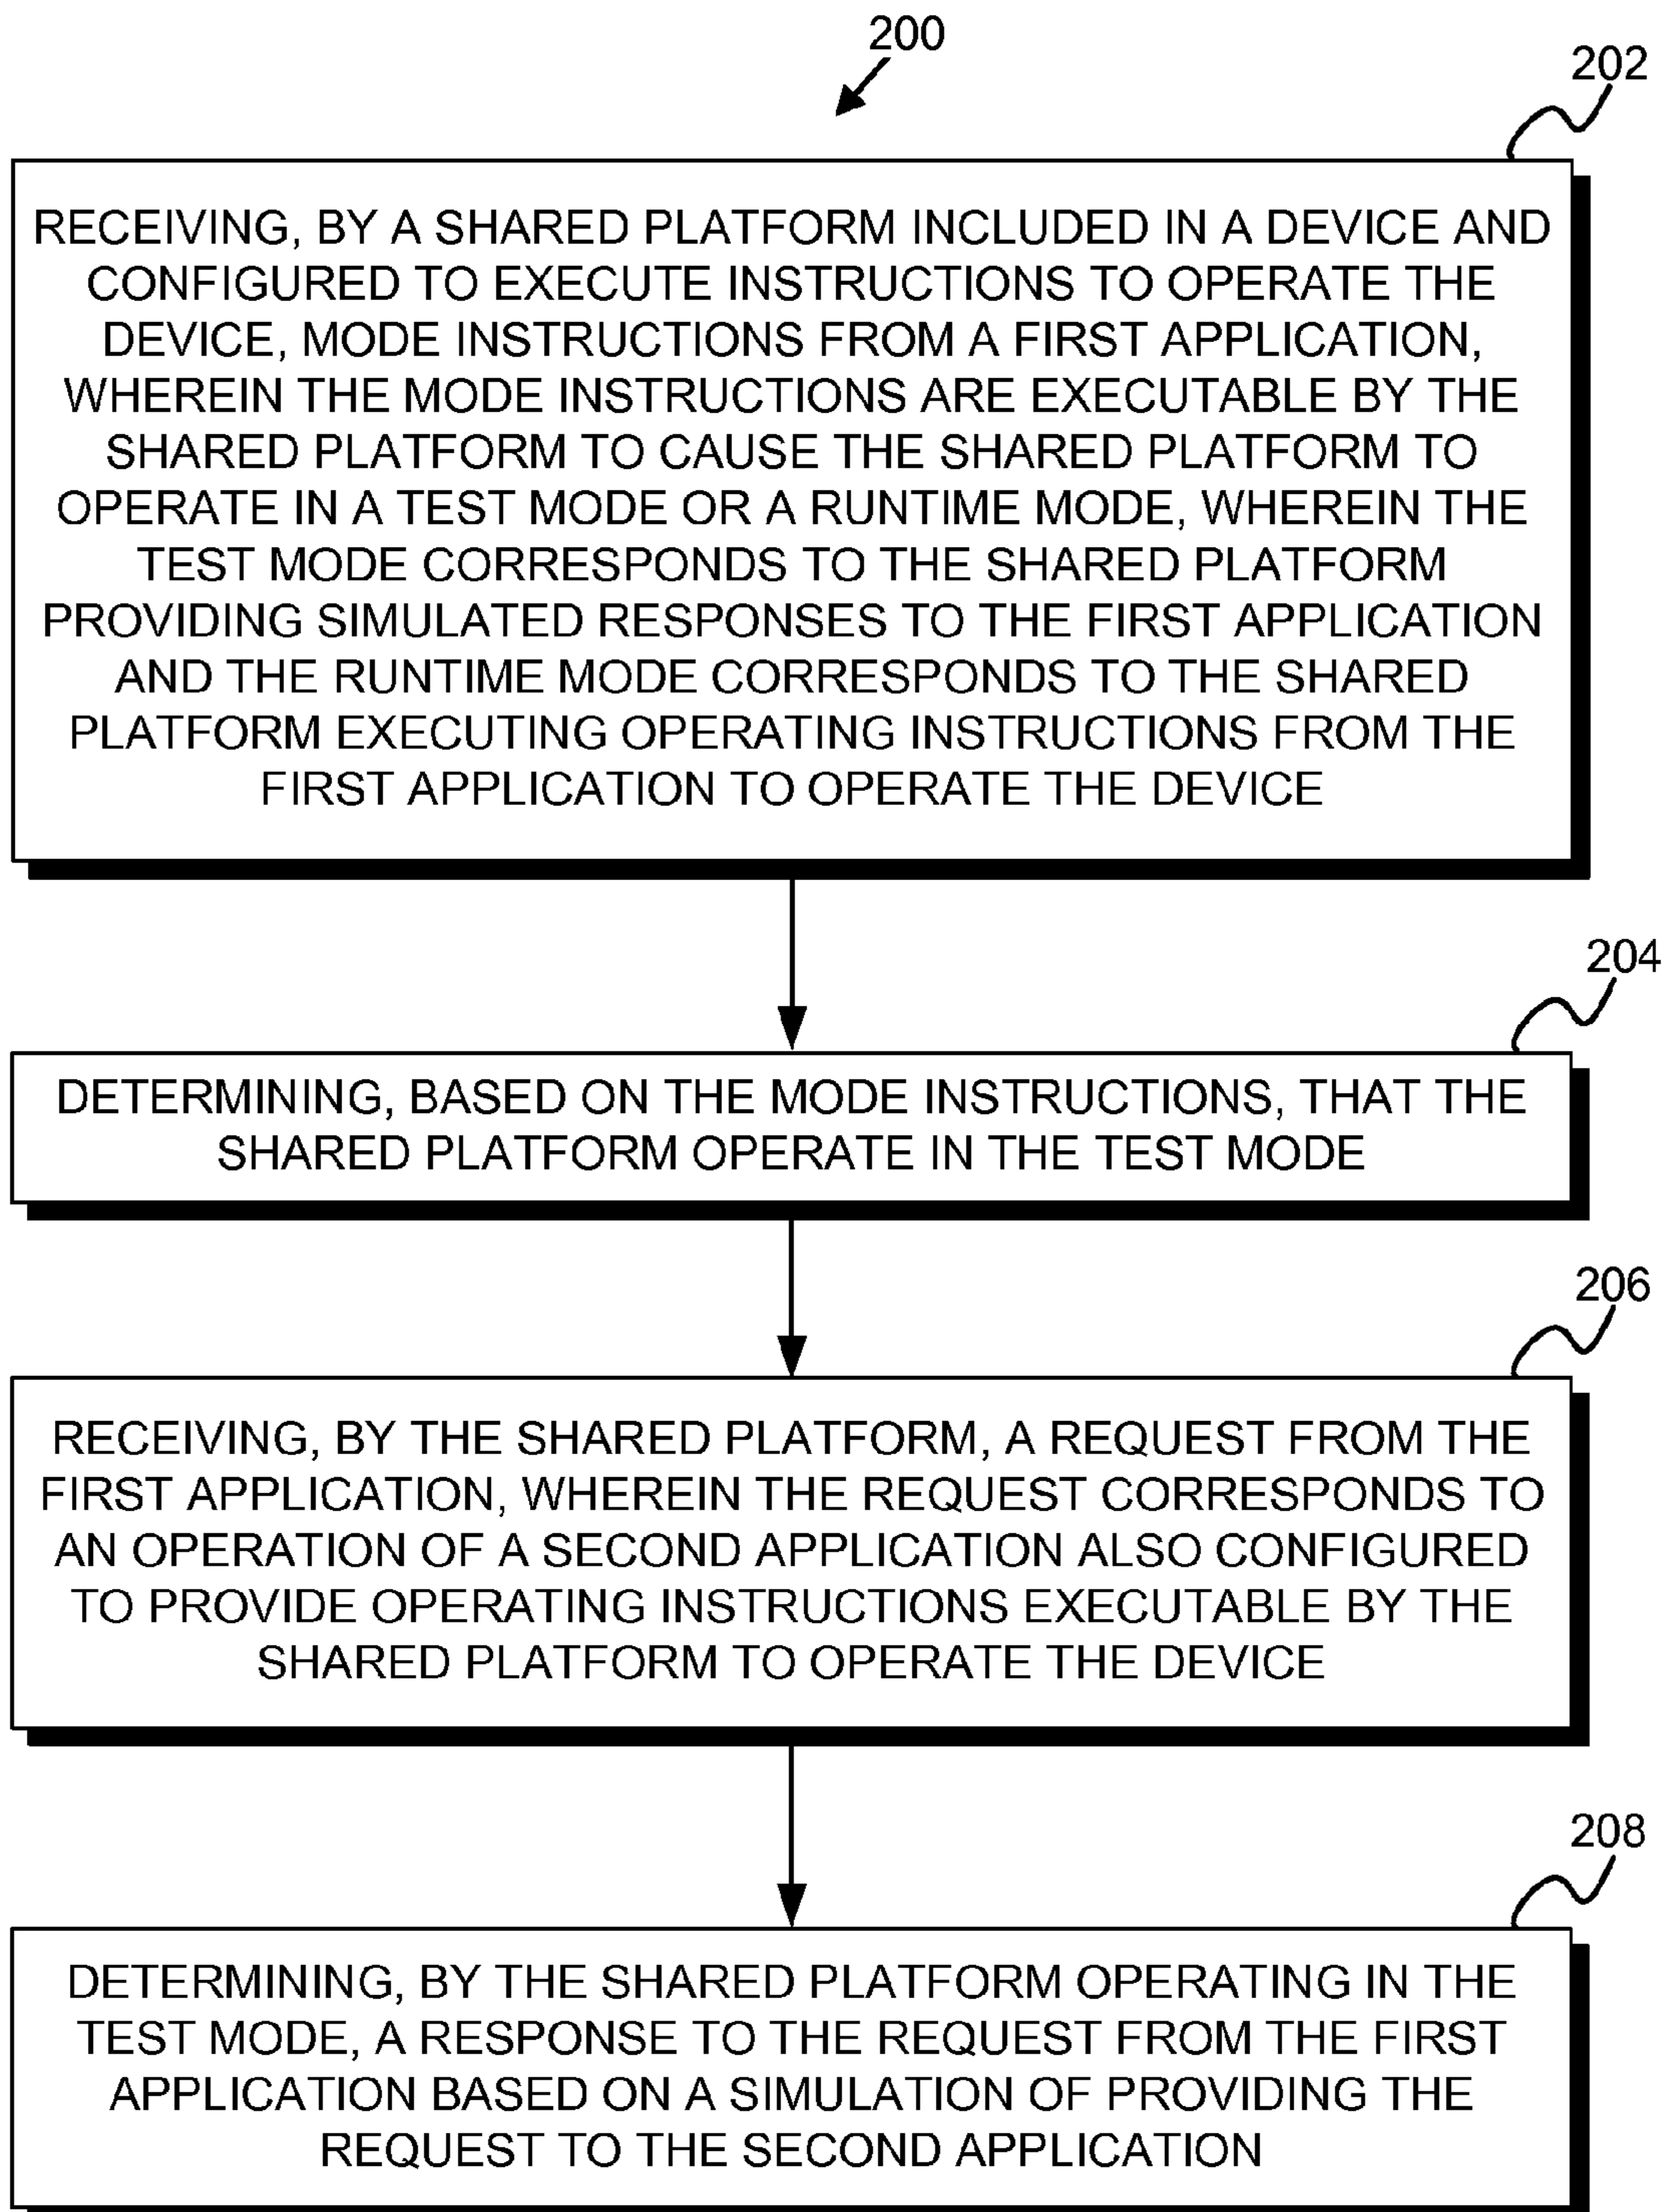 200
202
RECEIVING, BY A SHARED PLATFORM INCLUDED IN A DEVICE AND
CONFIGURED TO EXECUTE INSTRUCTIONS TO OPERATE THE
DEVICE, MODE INSTRUCTIONS FROM A FIRST APPLICATION,
WHEREIN THE MODE INSTRUCTIONS ARE EXECUTABLE BY THE
SHARED PLATFORM TO CAUSE THE SHARED PLATFORM TO
OPERATE IN A TEST MODE OR A RUNTIME MODE, WHEREIN THE
TEST MODE CORRESPONDS TO THE SHARED PLATFORM
PROVIDING SIMULATED RESPONSES TO THE FIRST APPLICATION
AND THE RUNTIME MODE CORRESPONDS TO THE SHARED
PLATFORM EXECUTING OPERATING INSTRUCTIONS FROM THE
FIRST APPLICATION TO OPERATE THE DEVICE
204
DETERMINING, BASED ON THE MODE INSTRUCTIONS, THAT THE
SHARED PLATFORM OPERATE IN THE TEST MODE
206
RECEIVING, BY THE SHARED PLATFORM, A REQUEST FROM THE
FIRST APPLICATION, WHEREIN THE REQUEST CORRESPONDS TO
AN OPERATION OF A SECOND APPLICATION ALSO CONFIGURED
TO PROVIDE OPERATING INSTRUCTIONS EXECUTABLE BY THE
SHARED PLATFORM TO OPERATE THE DEVICE
208
DETERMINING, BY THE SHARED PLATFORM OPERATING IN THE
TEST MODE, A RESPONSE TO THE REQUEST FROM THE FIRST
APPLICATION BASED ON A SIMULATION OF PROVIDING THE
REQUEST TO THE SECOND APPLICATION